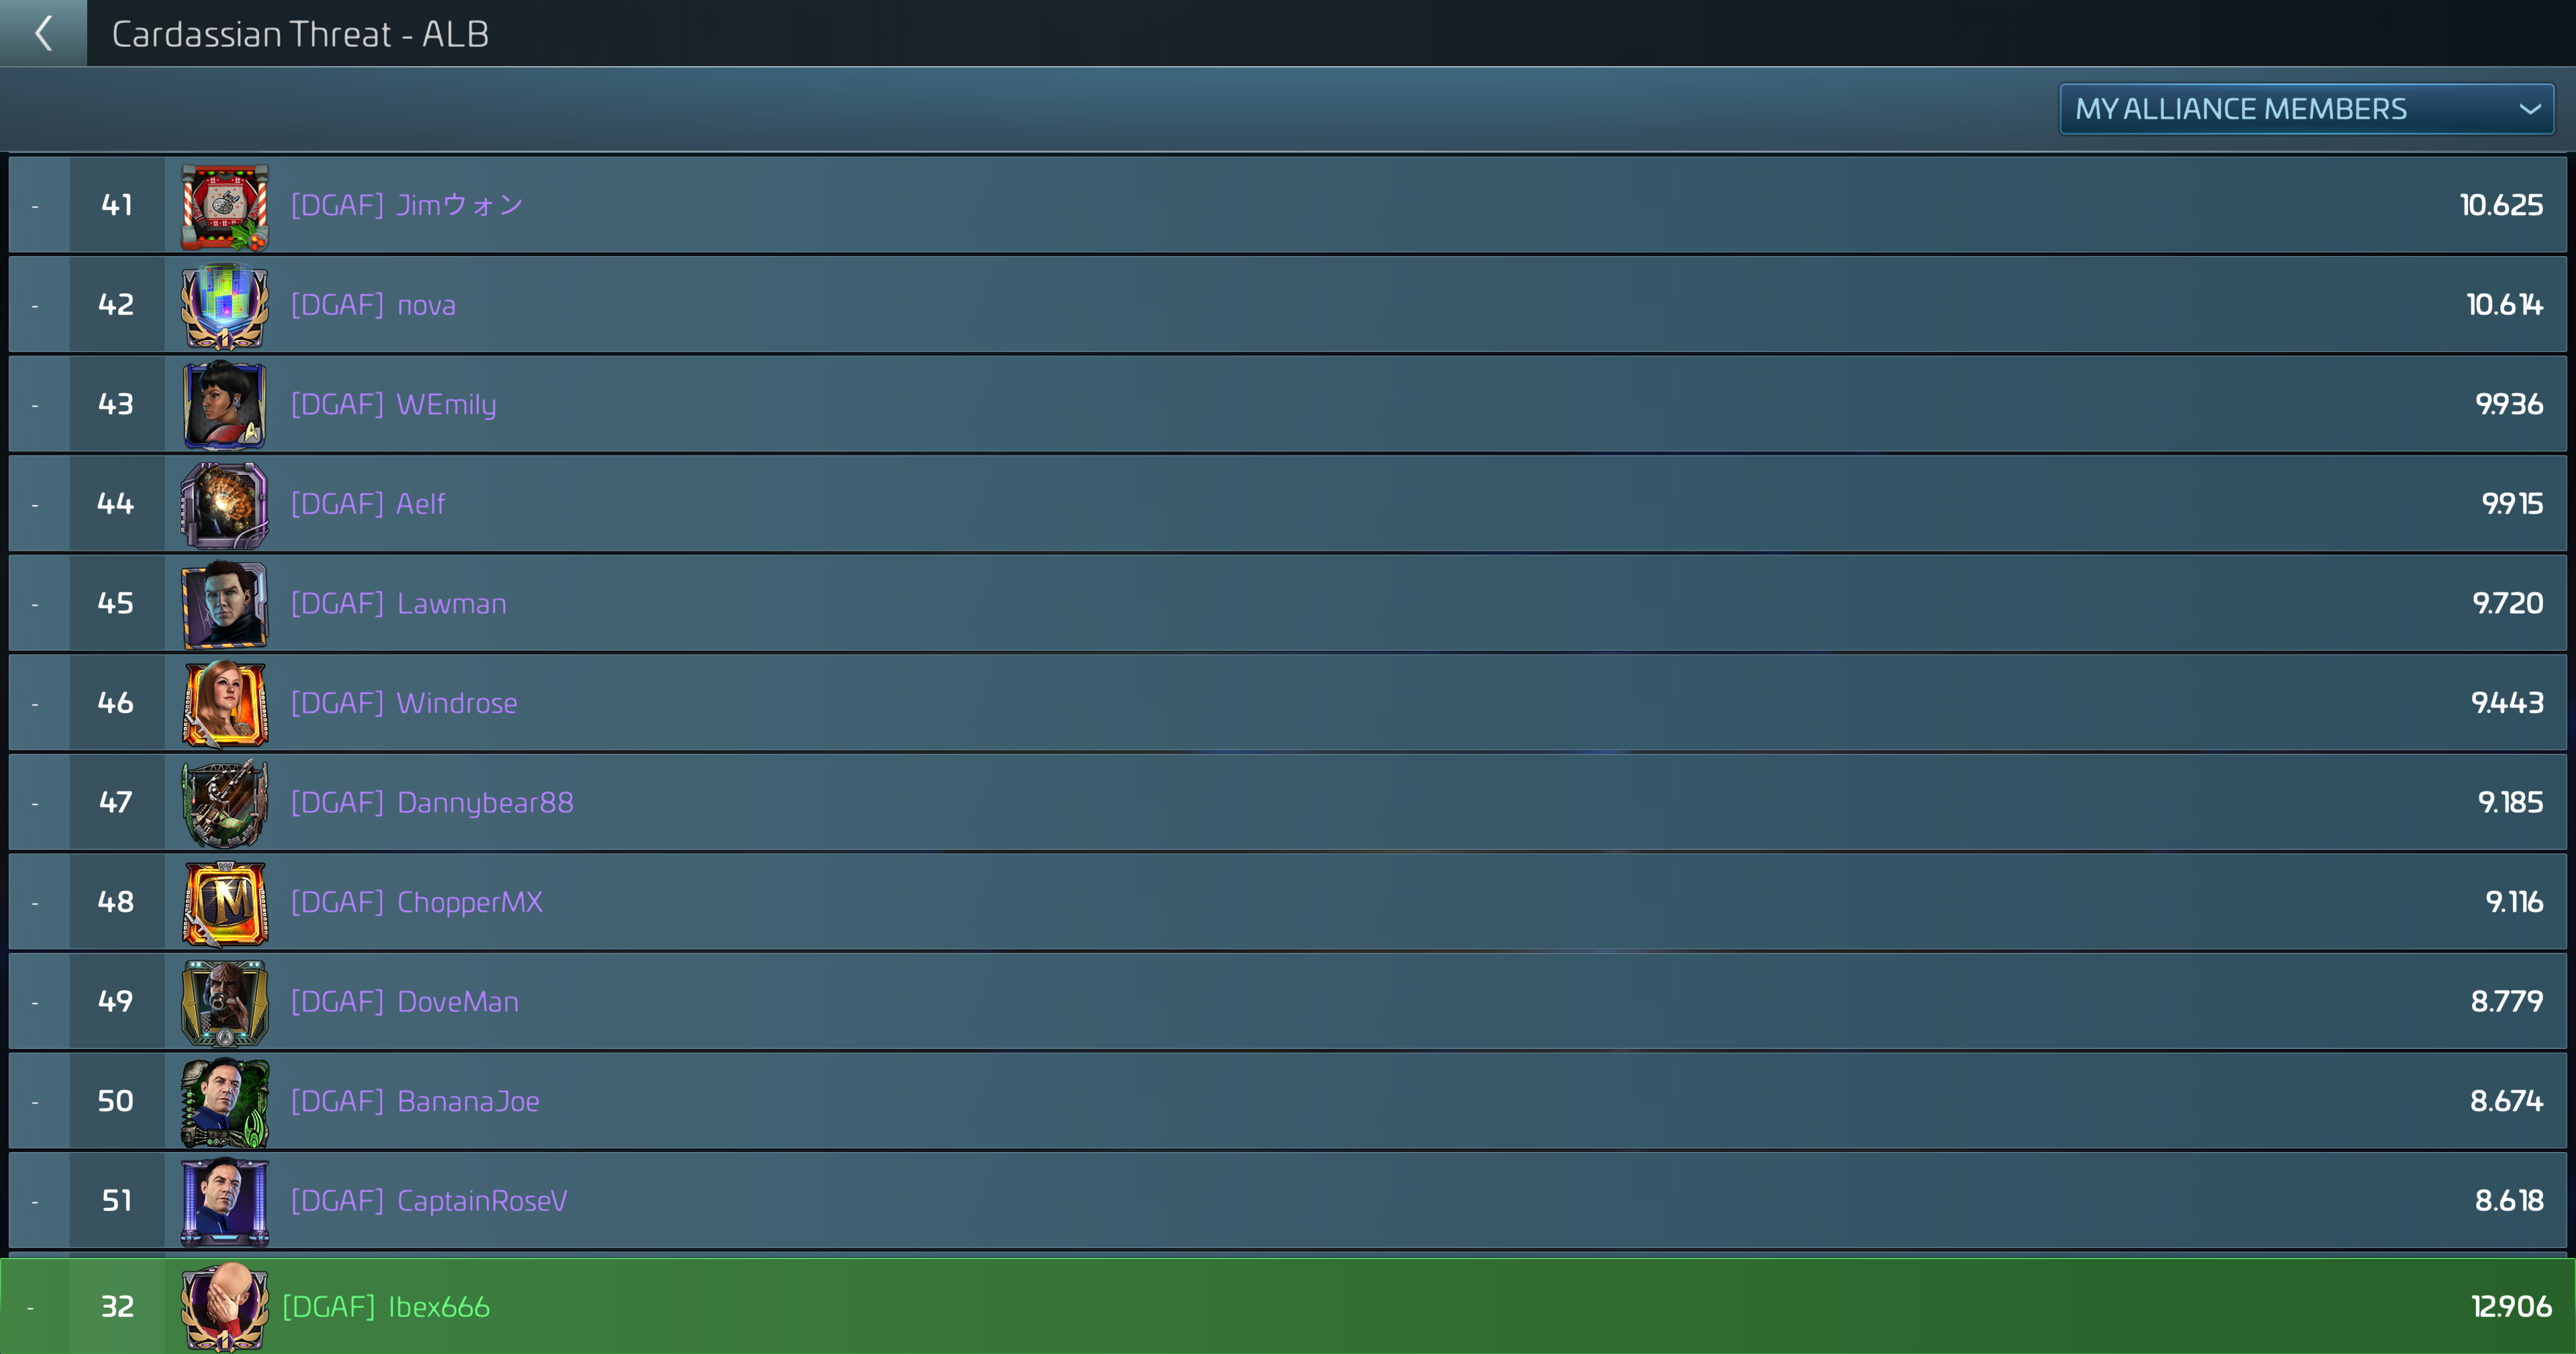 Cardassian Threat - ALB
MY ALLIANCE MEMBERS
- 41 [DGAF] Jimウォン 10.625
- 42 [DGAF] nova 10.614
- 43 [DGAF] WEmily 9.936
- 44 [DGAF] Aelf 9.915
- 45 [DGAF] Lawman 9.720
- 46 [DGAF] Windrose 9.443
- 47 [DGAF] Dannybear88 9.185
- 48 [DGAF] ChopperMX 9.116
- 49 [DGAF] DoveMan 8.779
- 50 [DGAF] BananaJoe 8.674
- 51 [DGAF] CaptainRoseV 8.618
- 32 [DGAF] Ibex666 12.906